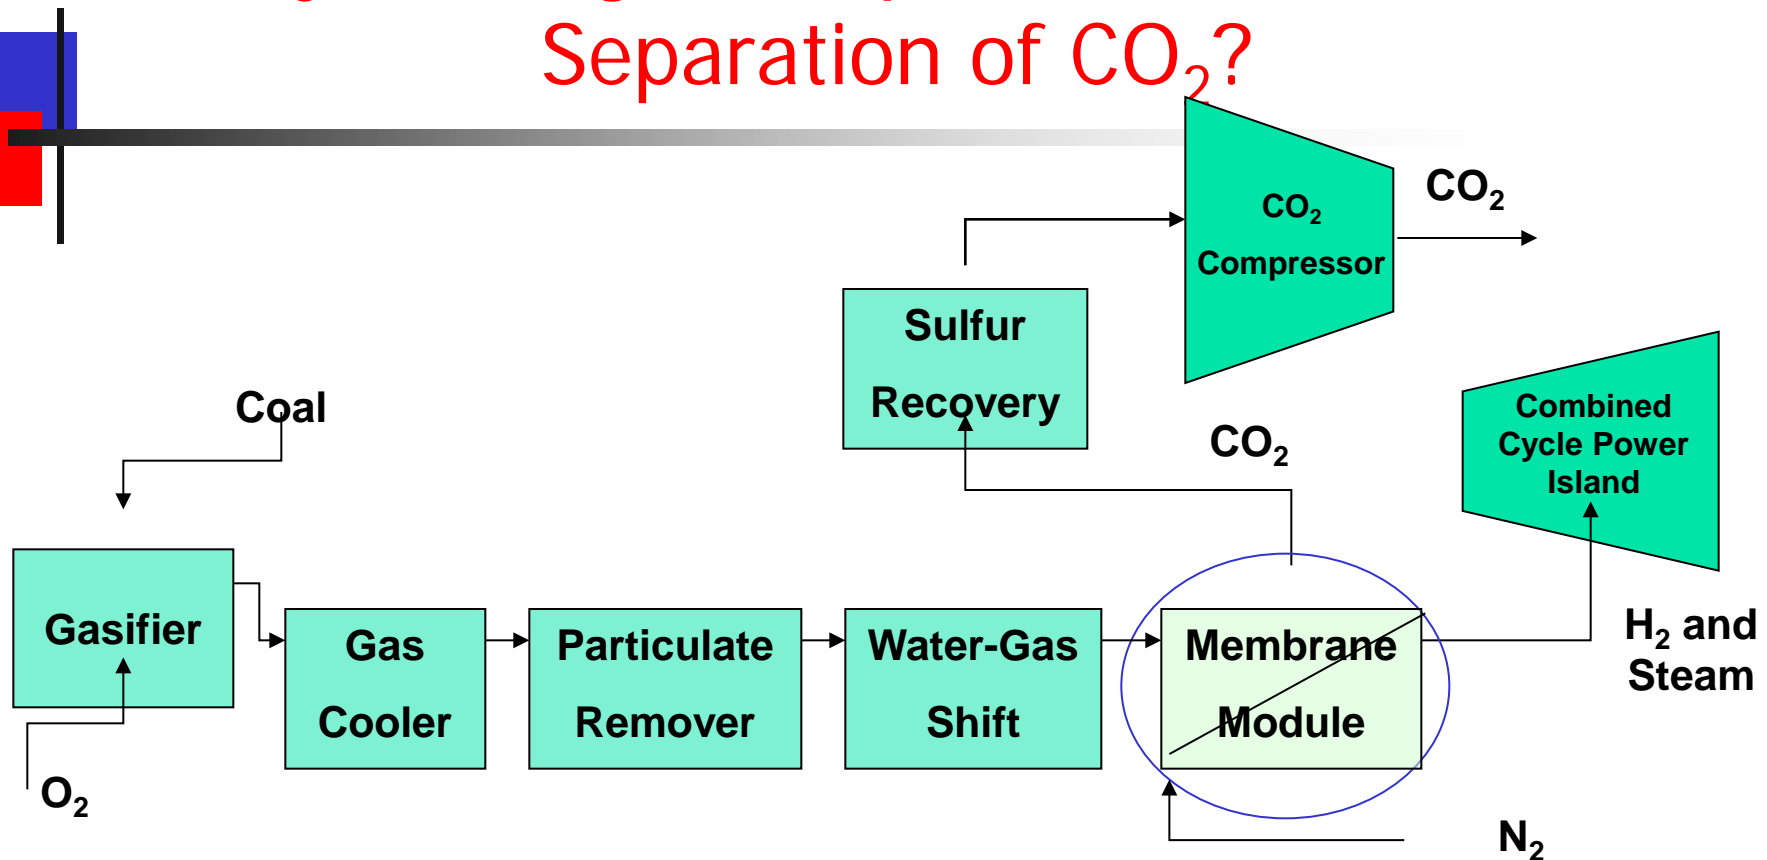 Separation of CO₂?
CO₂
Compressor
CO₂
Sulfur
Recovery
Coal
CO₂
Combined
Cycle Power
Island
Gasifier
Gas
Cooler
Particulate
Remover
Water-Gas
Shift
Membrane
Module
H₂ and
Steam
O₂
N₂